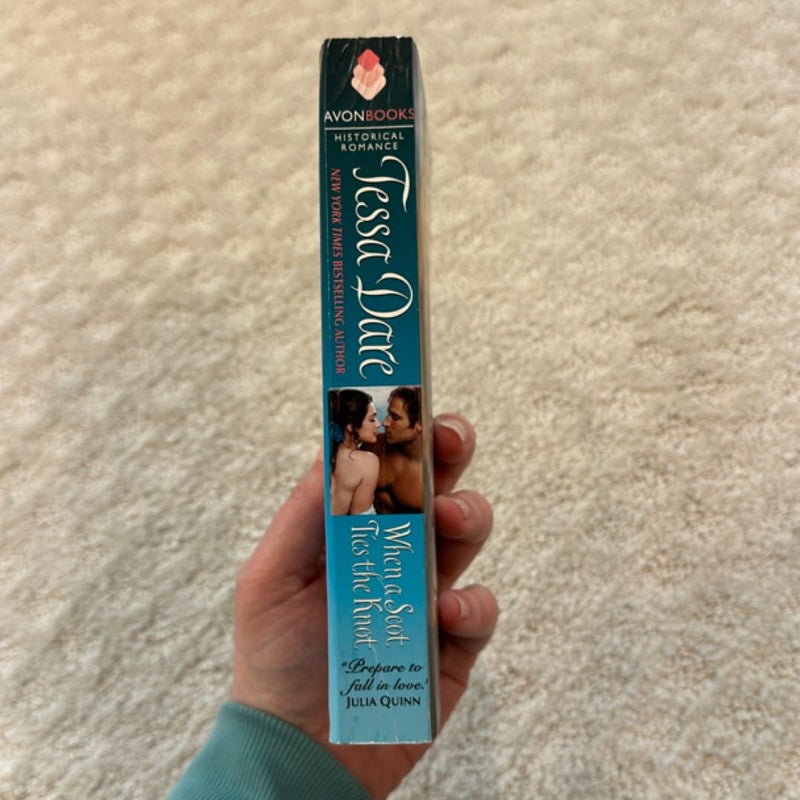 AVONBOOKS
HISTORICAL
ROMANCE
Tessa Dare
NEW YORK TIMES BESTSELLING AUTHOR
When a Scot
Ties the Knot
"Prepare to
fall in love."
JULIA QUINN